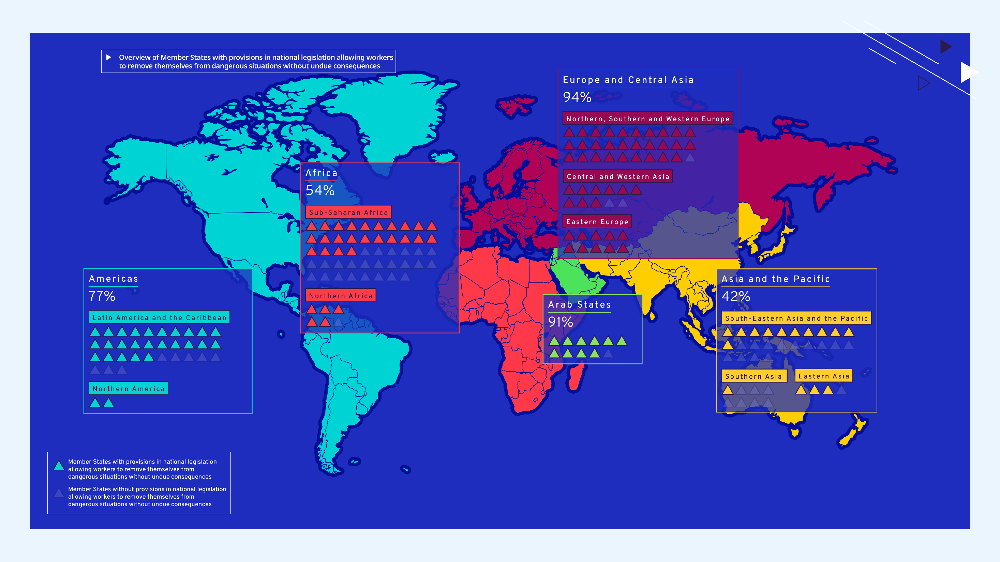 Overview of Member States with provisions in national legislation allowing workers
to remove themselves from dangerous situations without undue consequences
Europe and Central Asia
94%
Northern, Southern and Western Europe
Central and Western Asia
Eastern Europe
Africa
54%
Sub-Saharan Africa
Northern Africa
Americas
77%
Latin America and the Caribbean
Northern America
Arab States
91%
Asia and the Pacific
42%
South-Eastern Asia and the Pacific
Southern Asia
Eastern Asia
Member States with provisions in national legislation
allowing workers to remove themselves from
dangerous situations without undue consequences
Member States without provisions in national legislation
allowing workers to remove themselves from
dangerous situations without undue consequences